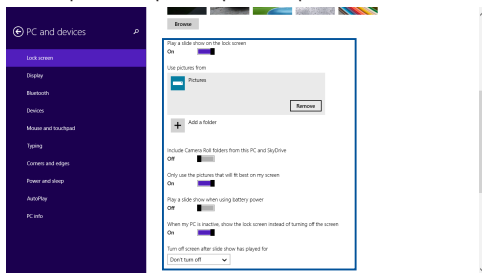 Browse
PC and devices
Play a slide show on the lock screen
On
Lock screen
Use pictures from
Display
Pictures
Bluetooth
Devices
Remove
Mouse and touchpad
Add a folder
Typing
Include Camera Roll folders from this PC and SkyDrive
Off
Corners and edges
Only use the pictures that will fit best on my screen
On
Power and sleep
AutoPlay
Play a slide show when using battery power
Off
PC info
When my PC is inactive, show the lock screen instead of turning off the screen
On
Turn off screen after slide show has played for
Don't turn off